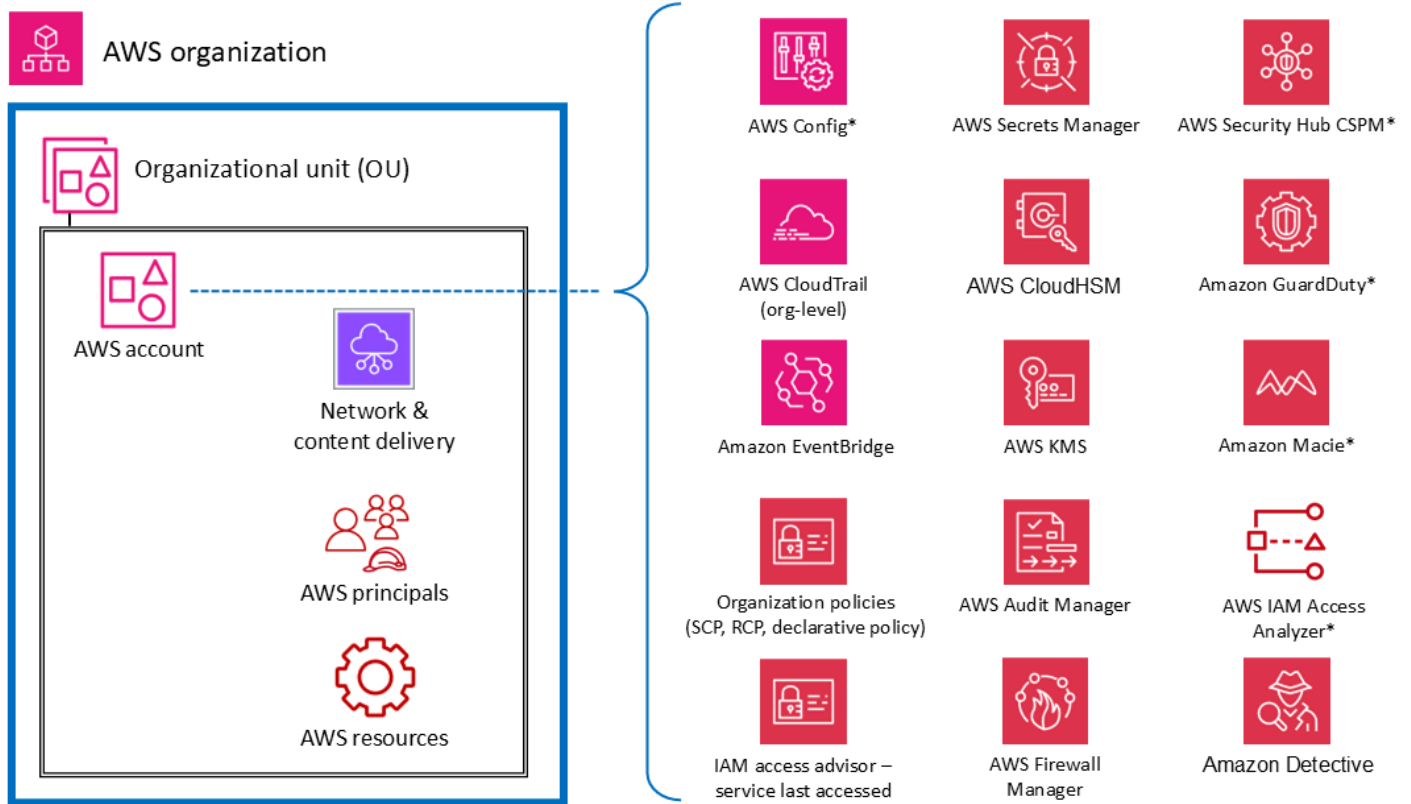 AWS organization
Organizational unit (OU)
AWS account
Network &
content delivery
AWS principals
AWS resources
AWS Config*
AWS Secrets Manager
AWS Security Hub CSPM*
AWS CloudTrail
(org-level)
AWS CloudHSM
Amazon GuardDuty*
Amazon EventBridge
AWS KMS
Amazon Macie*
Organization policies
(SCP, RCP, declarative policy)
AWS Audit Manager
AWS IAM Access
Analyzer*
IAM access advisor –
service last accessed
AWS Firewall
Manager
Amazon Detective